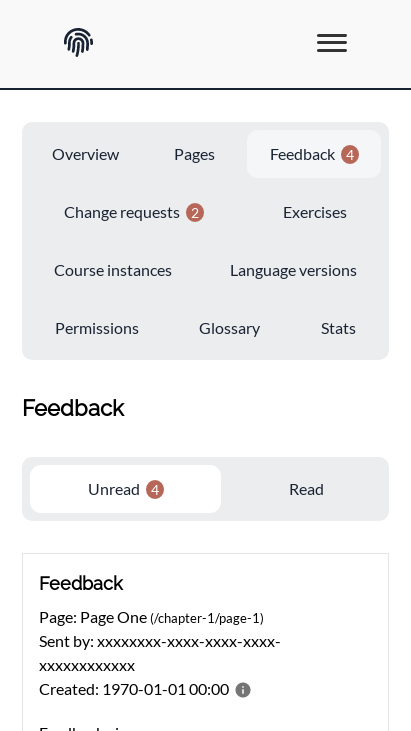 Overview Pages Feedback 4
Change requests 2 Exercises
Course instances Language versions
Permissions Glossary Stats
Feedback
Unread 4 Read
Feedback
Page: Page One (/chapter-1/page-1)
Sent by: xxxxxxxx-xxxx-xxxx-xxxx-
xxxxxxxxxxxx
Created: 1970-01-01 00:00